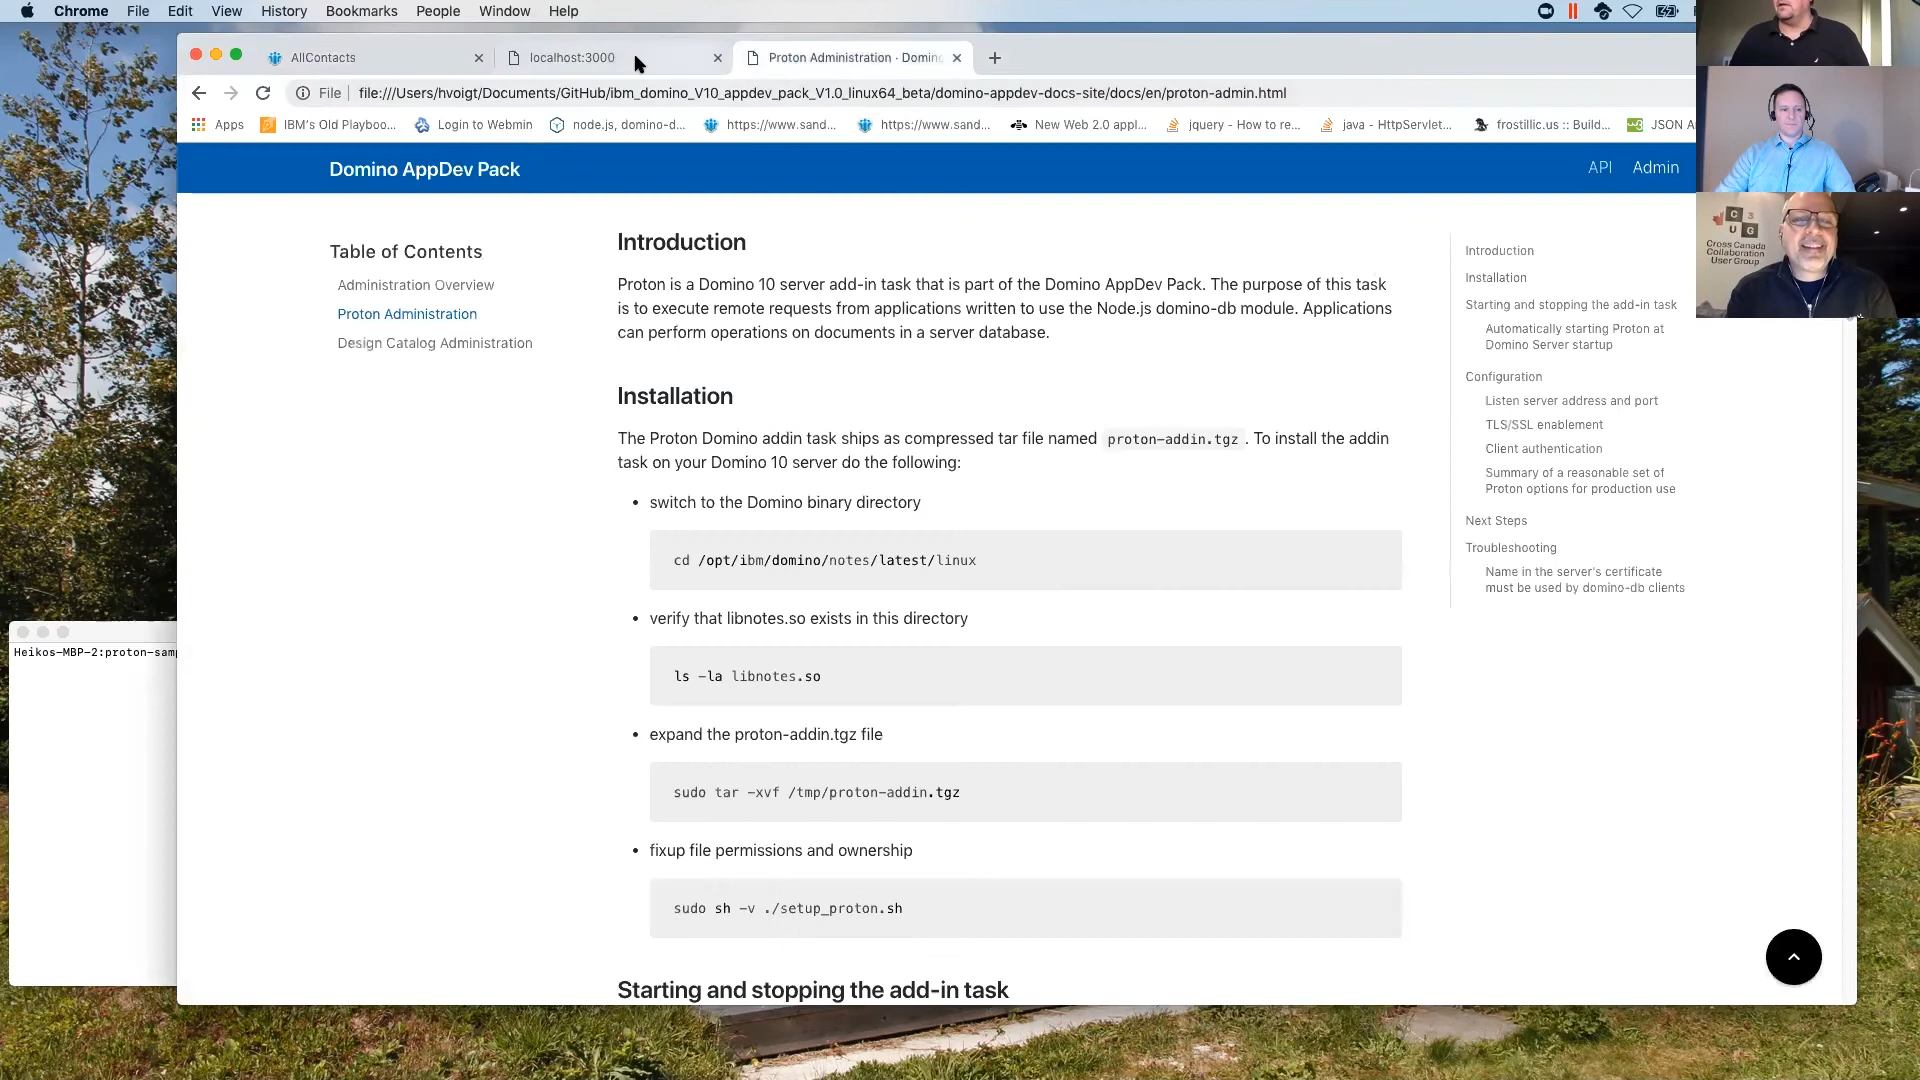 Chrome File Edit View History Bookmarks People Window Help
AllContacts
localhost:3000
Proton Administration · Domino
File
file:///Users/hvoigt/Documents/GitHub/ibm_domino_V10_appdev_pack_V1.0_linux64_beta/domino-appdev-docs-site/docs/en/proton-admin.html
Apps IBM's Old Playboo... Login to Webmin node.js, domino-d... https://www.sand... https://www.sand... New Web 2.0 appl... jquery - How to re... java - HttpServlet... frostillic.us :: Build... JSON A
Domino AppDev Pack
API Admin
Table of Contents
Administration Overview
Proton Administration
Design Catalog Administration
Introduction
Proton is a Domino 10 server add-in task that is part of the Domino AppDev Pack. The purpose of this task
is to execute remote requests from applications written to use the Node.js domino-db module. Applications
can perform operations on documents in a server database.
Installation
The Proton Domino addin task ships as compressed tar file named proton-addin.tgz . To install the addin
task on your Domino 10 server do the following:
• switch to the Domino binary directory
cd /opt/ibm/domino/notes/latest/linux
• verify that libnotes.so exists in this directory
ls -la libnotes.so
• expand the proton-addin.tgz file
sudo tar -xvf /tmp/proton-addin.tgz
• fixup file permissions and ownership
sudo sh -v ./setup_proton.sh
Starting and stopping the add-in task
Introduction
Installation
Starting and stopping the add-in task
Automatically starting Proton at
Domino Server startup
Configuration
Listen server address and port
TLS/SSL enablement
Client authentication
Summary of a reasonable set of
Proton options for production use
Next Steps
Troubleshooting
Name in the server's certificate
must be used by domino-db clients
Heikos-MBP-2:proton-samp
C 3
U G
Cross Canada
Collaboration
User Group